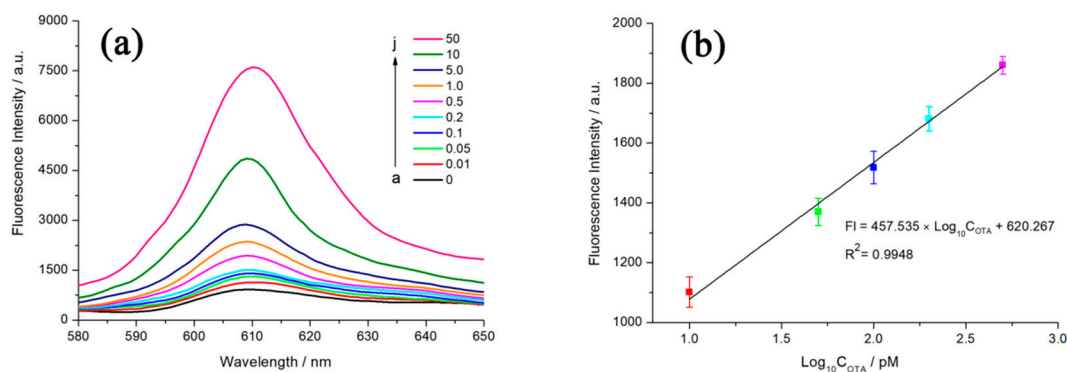 (a)
9000
7500
6000
4500
3000
1500
0
Fluorescence Intensity / a.u.
580 590 600 610 620 630 640 650
Wavelength / nm
j
a
50
10
5.0
1.0
0.5
0.2
0.1
0.05
0.01
0
(b)
2000
1800
1600
1400
1200
1000
Fluorescence Intensity / a.u.
FI = 457.535 × Log₁₀C_OTA + 620.267
R²= 0.9948
1.0 1.5 2.0 2.5 3.0
Log₁₀C_OTA / pM